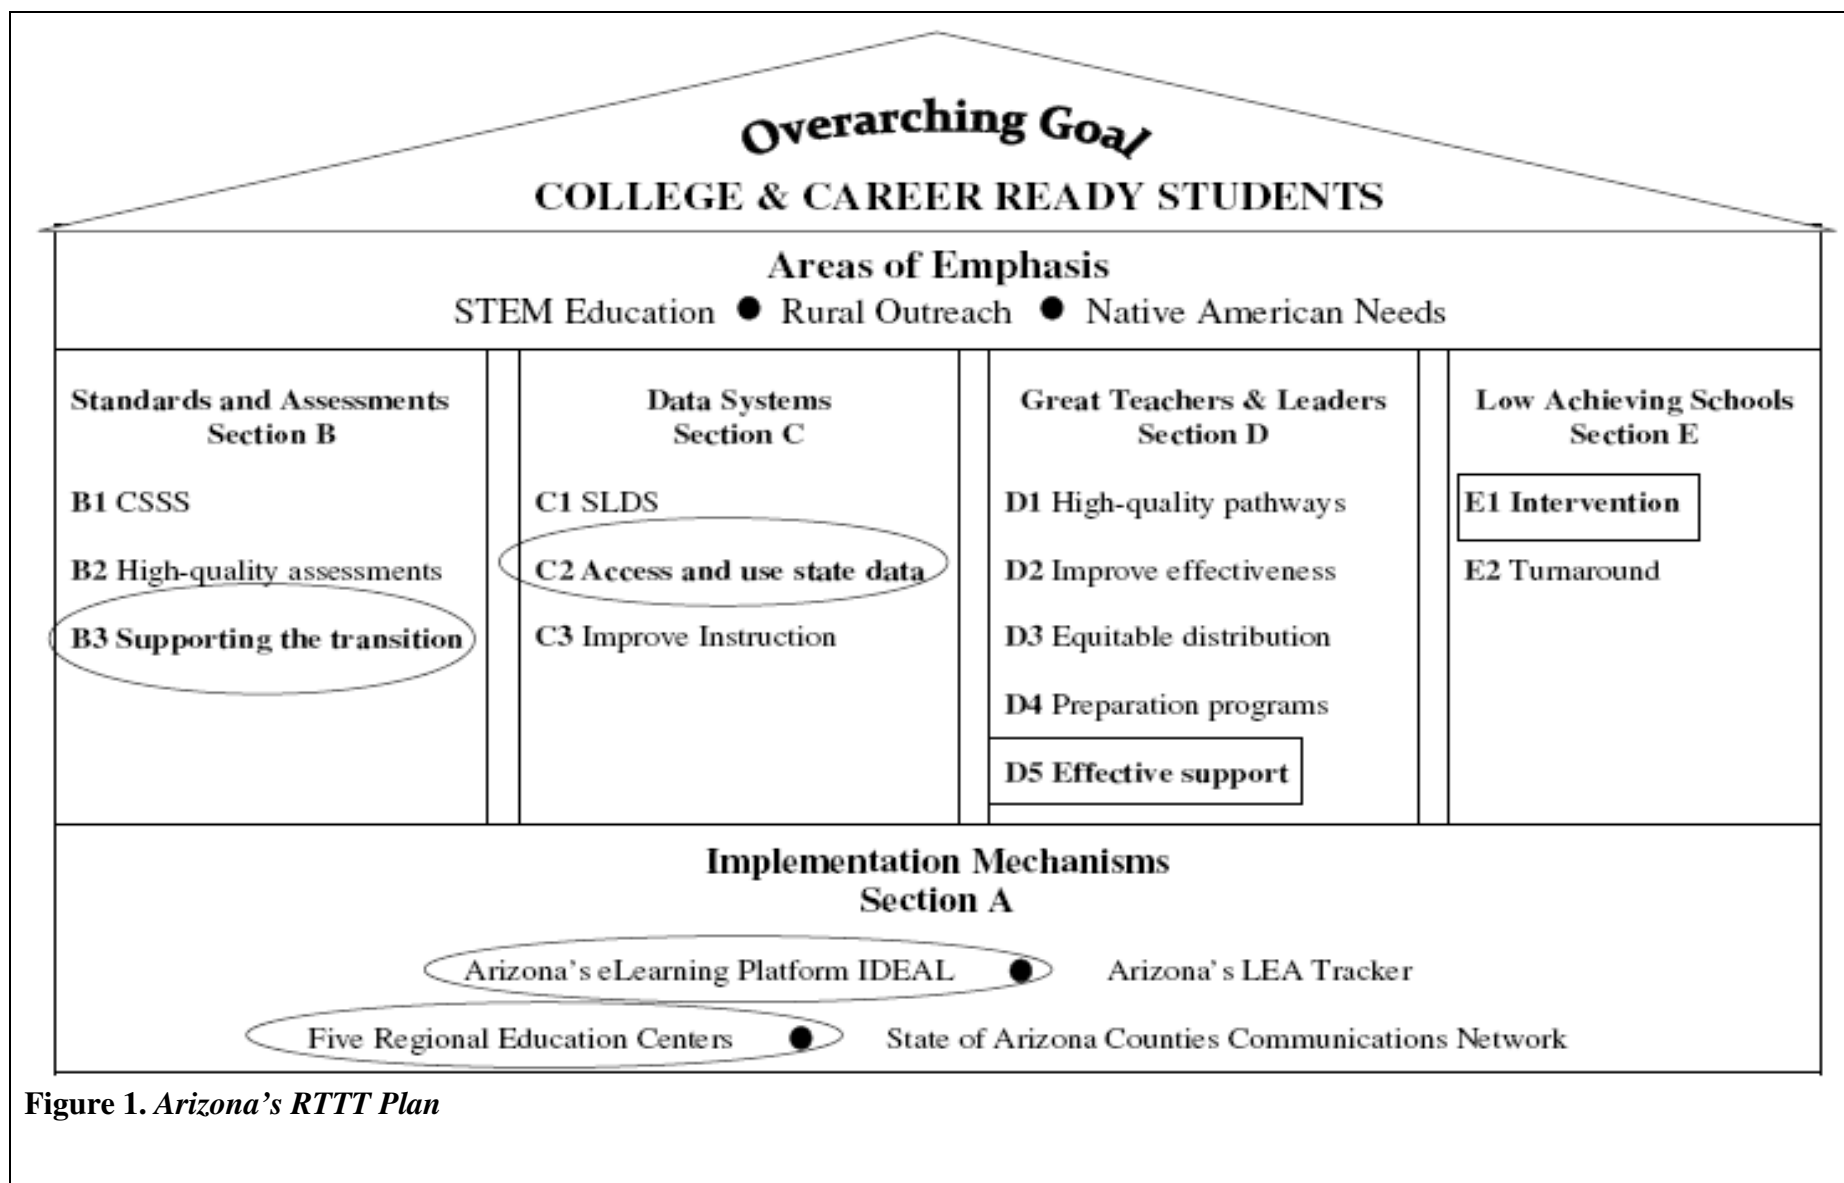 Overarching Goal
COLLEGE & CAREER READY STUDENTS
Areas of Emphasis
STEM Education ● Rural Outreach ● Native American Needs
Standards and Assessments
Section B
B1 CSSS
B2 High-quality assessments
B3 Supporting the transition
Data Systems
Section C
C1 SLDS
C2 Access and use state data
C3 Improve Instruction
Great Teachers & Leaders
Section D
D1 High-quality pathways
D2 Improve effectiveness
D3 Equitable distribution
D4 Preparation programs
D5 Effective support
Low Achieving Schools
Section E
E1 Intervention
E2 Turnaround
Implementation Mechanisms
Section A
Arizona's eLearning Platform IDEAL ● Arizona's LEA Tracker
Five Regional Education Centers ● State of Arizona Counties Communications Network
Figure 1. Arizona's RTTT Plan